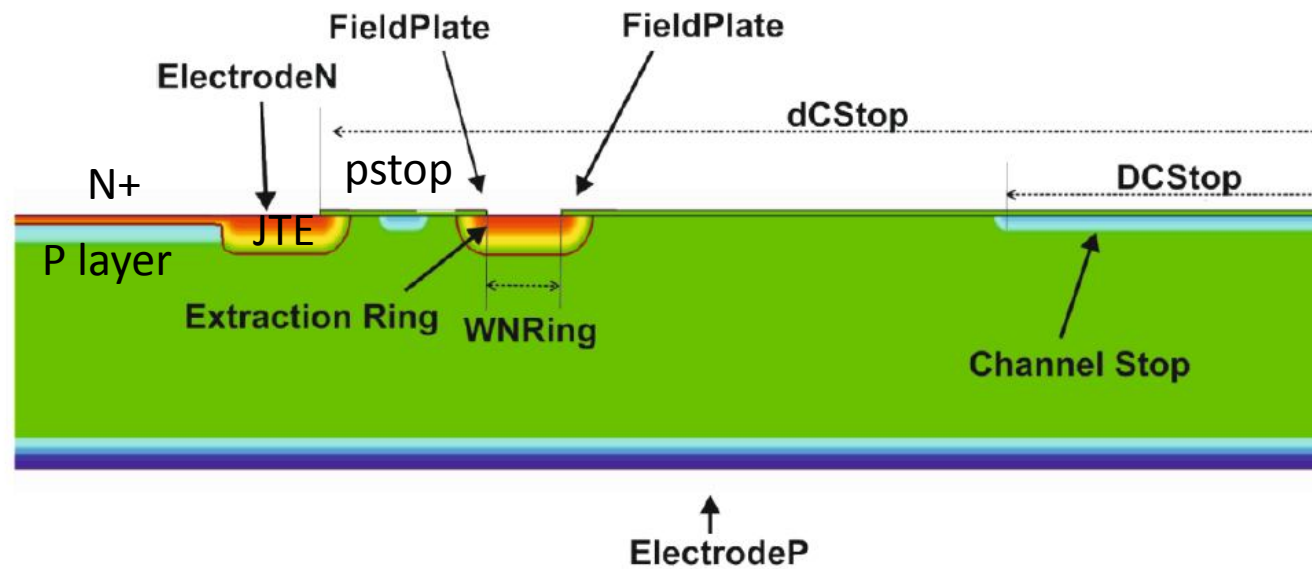 FieldPlate
FieldPlate
ElectrodeN
dCStop
pstop
DCStop
N+
JTE
P layer
Extraction Ring
WNRing
Channel Stop
ElectrodeP